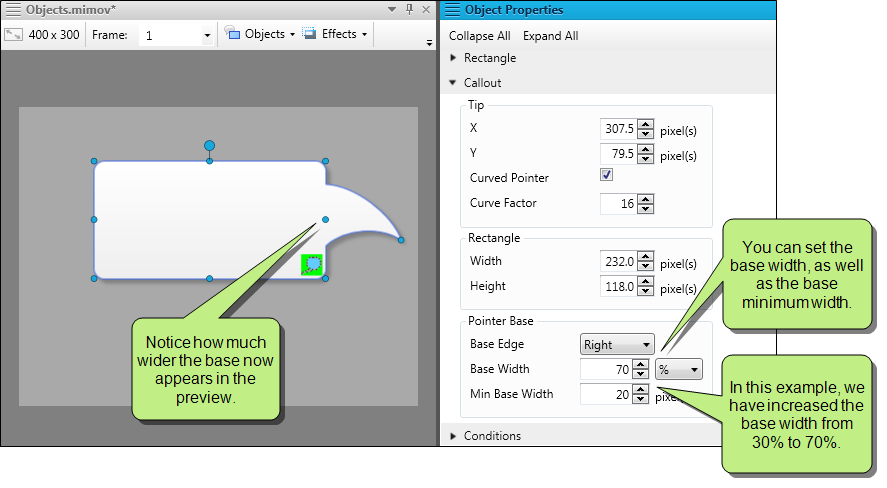 Objects.mimov*
400 x 300 Frame: 1 Objects Effects
Notice how much
wider the base now
appears in the
preview.
Object Properties
Collapse All Expand All
Rectangle
Callout
Tip
X 307.5 pixel(s)
Y 79.5 pixel(s)
Curved Pointer
Curve Factor 16
Rectangle
Width 232.0 pixel(s)
Height 118.0 pixel(s)
Pointer Base
Base Edge Right
Base Width 70 %
Min Base Width 20
Conditions
You can set the
base width, as well
as the base
minimum width.
In this example, we
have increased the
base width from
30% to 70%.